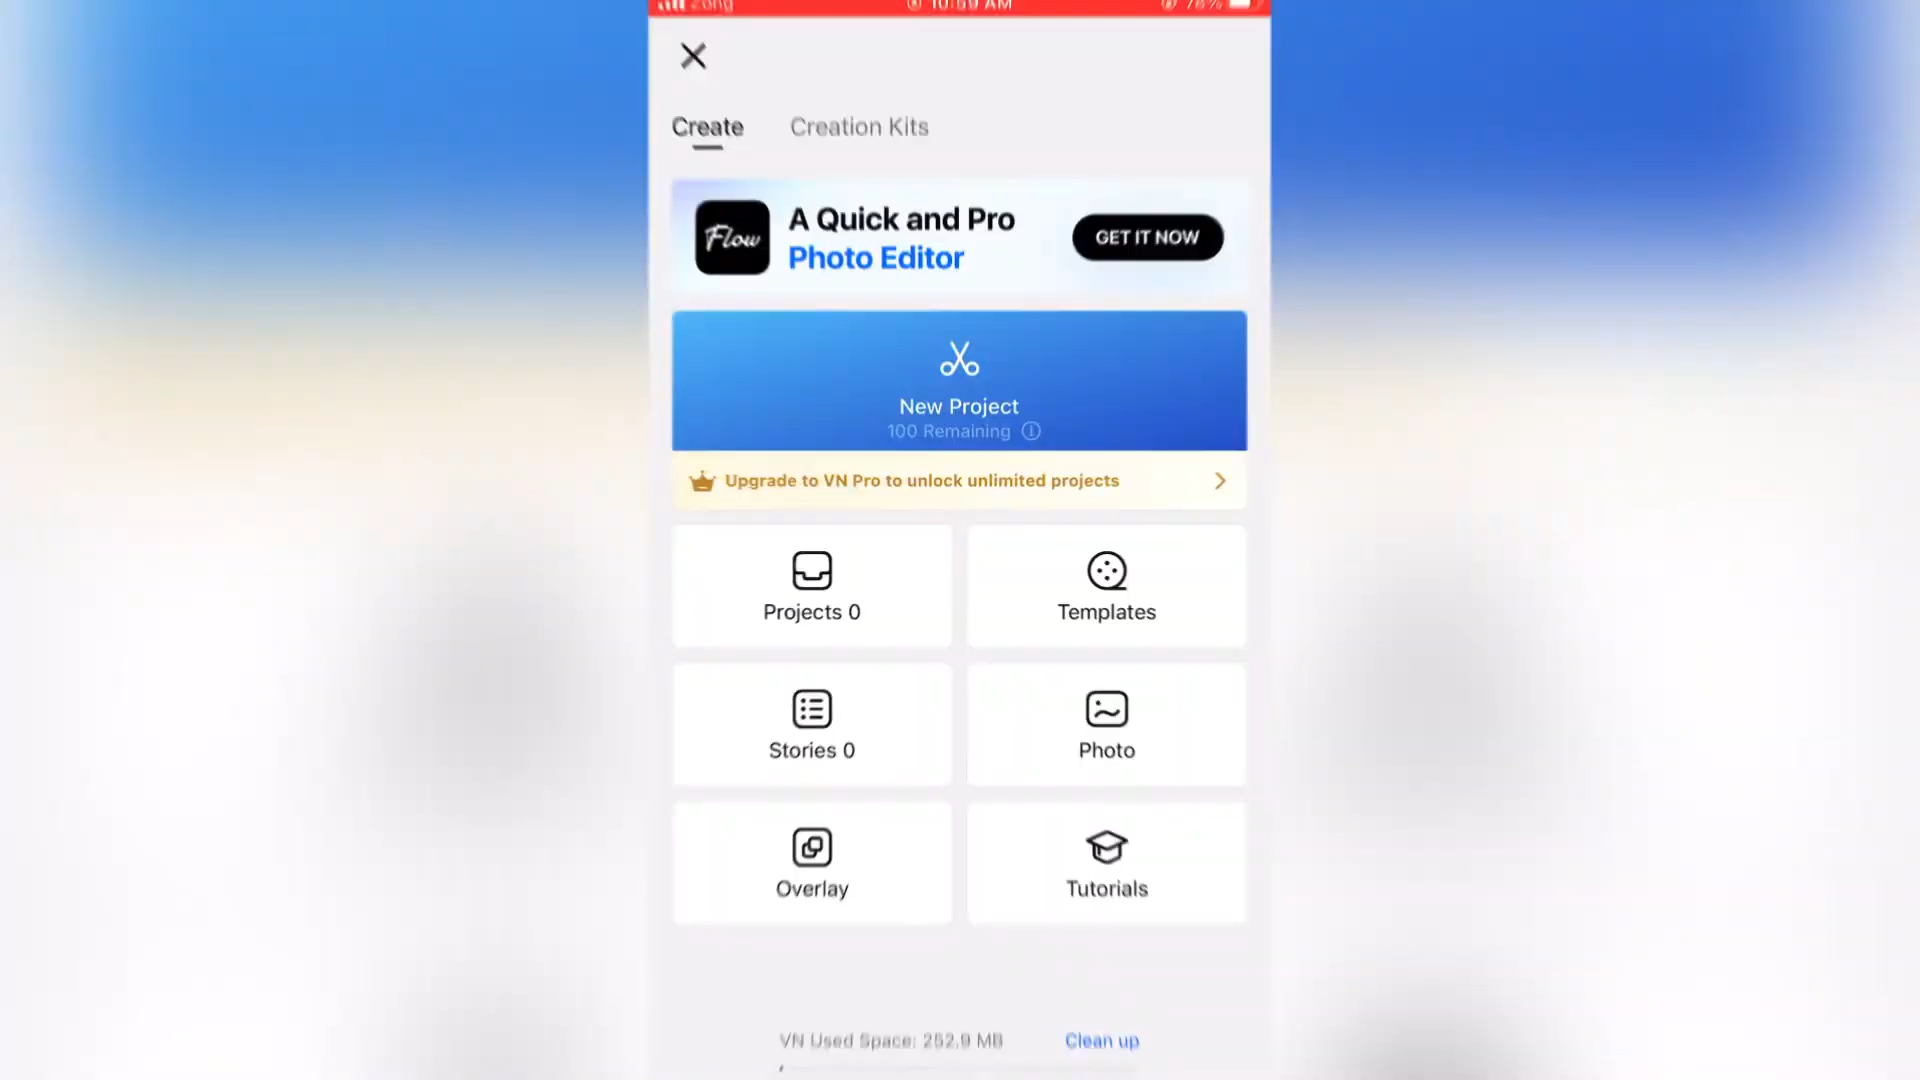 Zong 10:59 AM 76%
Create Creation Kits
Flow
A Quick and Pro
Photo Editor
GET IT NOW
New Project
100 Remaining
Upgrade to VN Pro to unlock unlimited projects
Projects 0 Templates
Stories 0 Photo
Overlay Tutorials
VN Used Space: 252.9 MB Clean up